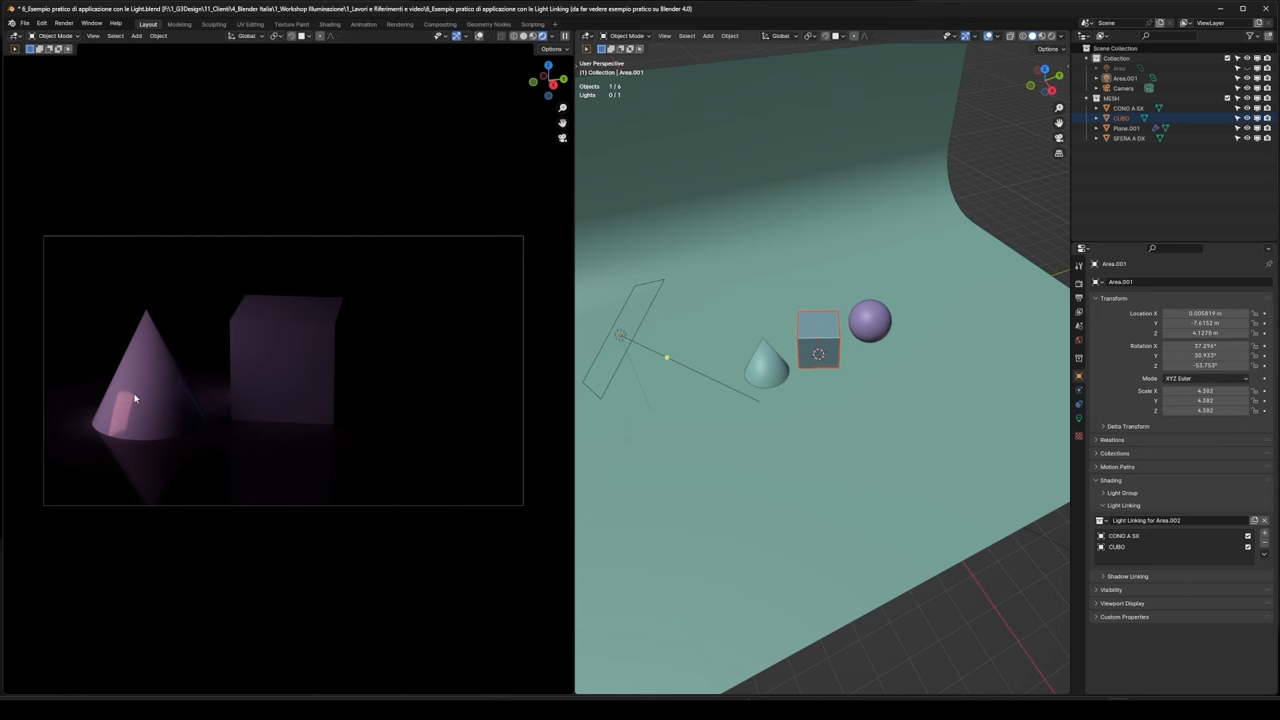 * 6_Esempio pratico di applicazione con le Light Linking.blend [F:\1_G3Design\11_Clienti\4_Blender Italia\1_Workshop Illuminazione\1_Lavori e Riferimenti e video\6_Esempio pratico di applicazione con le Light Linking (da far vedere esempio pratico su Blender 4.0)
File Edit Render Window Help Layout Modeling Sculpting UV Editing Texture Paint Shading Animation Rendering Compositing Geometry Nodes Scripting Scene ViewLayer
Object Mode View Select Add Object Global
Object Mode View Select Add Object Global
Options
Options
User Perspective
(1) Collection | Area.001
Objects 1 / 6
Lights 0 / 1
Scene Collection
Collection
Area
Area.001
Camera
MESH
CONO A SX
CUBO
Plane.001
SFERA A DX
Area.001
Area.001
Transform
Location X 0.005819 m
Y -7.6152 m
Z 4.1278 m
Rotation X 37.296°
Y 30.933°
Z -53.753°
Mode XYZ Euler
Scale X 4.382
Y 4.382
Z 4.382
Delta Transform
Relations
Collections
Motion Paths
Shading
Light Group
Light Linking
Light Linking for Area.002
CONO A SX
CUBO
Shadow Linking
Visibility
Viewport Display
Custom Properties